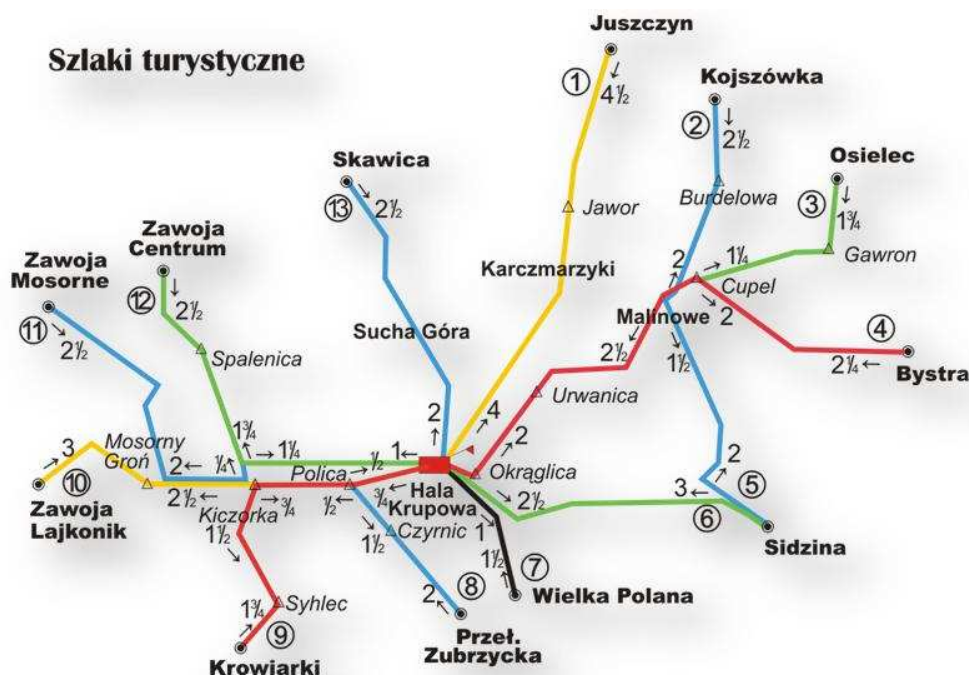 Szlaki turystyczne
Juszczyn
①
← 4½
Kojszówka
②
→ 2½
Osielec
③
→ 1¾
Skawica
⑬
→ 2½
Jawor
Burdelowa
Gawron
Zawoja
Centrum
⑫
→ 2½
Zawoja
Mosorne
⑪
→ 2½
Karczmarzyki
2 →
→ 1¼
Cupel
→ 2
Malinowe
④
2¼ ←
Bystra
Sucha Góra
Spalenica
2½ ←
→ 1½
Urwanica
2 →
→ 4
→ 2
Okrąglica
→ 3
⑩
Mosorny
Groń
2 ←
¼ →
1¾ →
→ 1¼
1 ←
Polica
→ ½
Zawoja
Lajkonik
2½ ←
Kiczorka
→ ¾
½ ←
¾ ←
Hala
Krupowa
→ 2½
3 ←
→ 2
⑤
⑥
Sidzina
1½ →
1½ →
Czyrnic
1 →
1½ →
⑦
Wielka Polana
→ 1¾
Syhlec
⑨
Krowiarki
2 ←
⑧
Przeł.
Zubrzycka